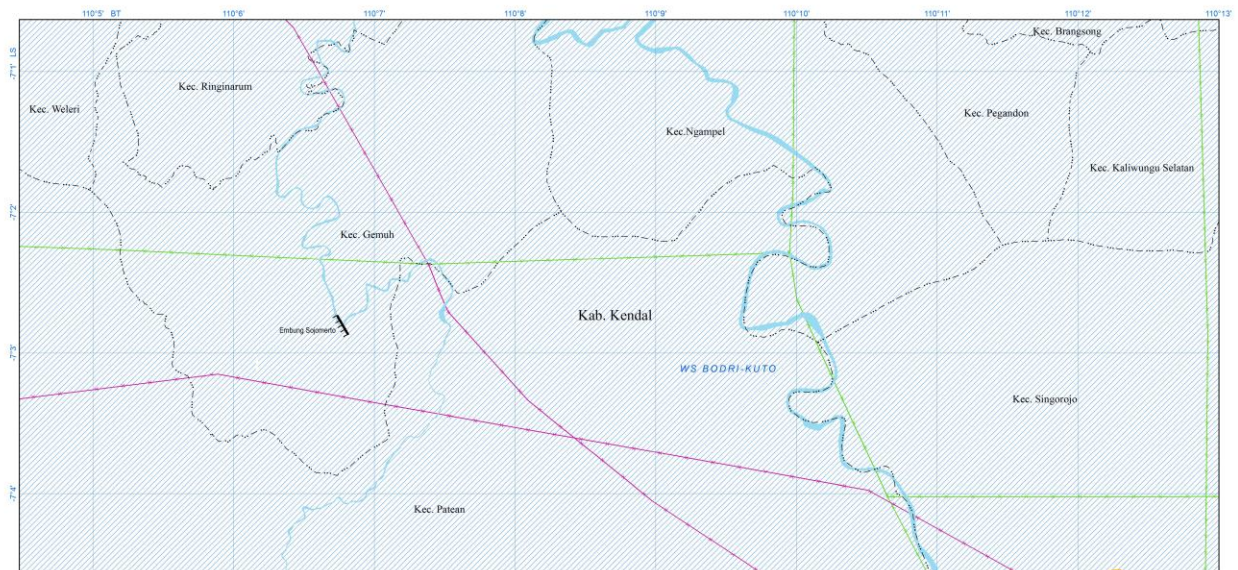 110°5' BT
110°6'
110°7'
110°8'
110°9'
110°10'
110°11'
110°12'
110°13'
Kec. Brangsong
7°1' LS
Kec. Ringinarum
Kec. Weleri
Kec. Pegandon
Kec.Ngampel
Kec. Kaliwungu Selatan
7°2'
Kec. Gemuh
Kab. Kendal
Embung Sojomerto
7°3'
WS BODRI-KUTO
Kec. Singorojo
7°4'
Kec. Patean